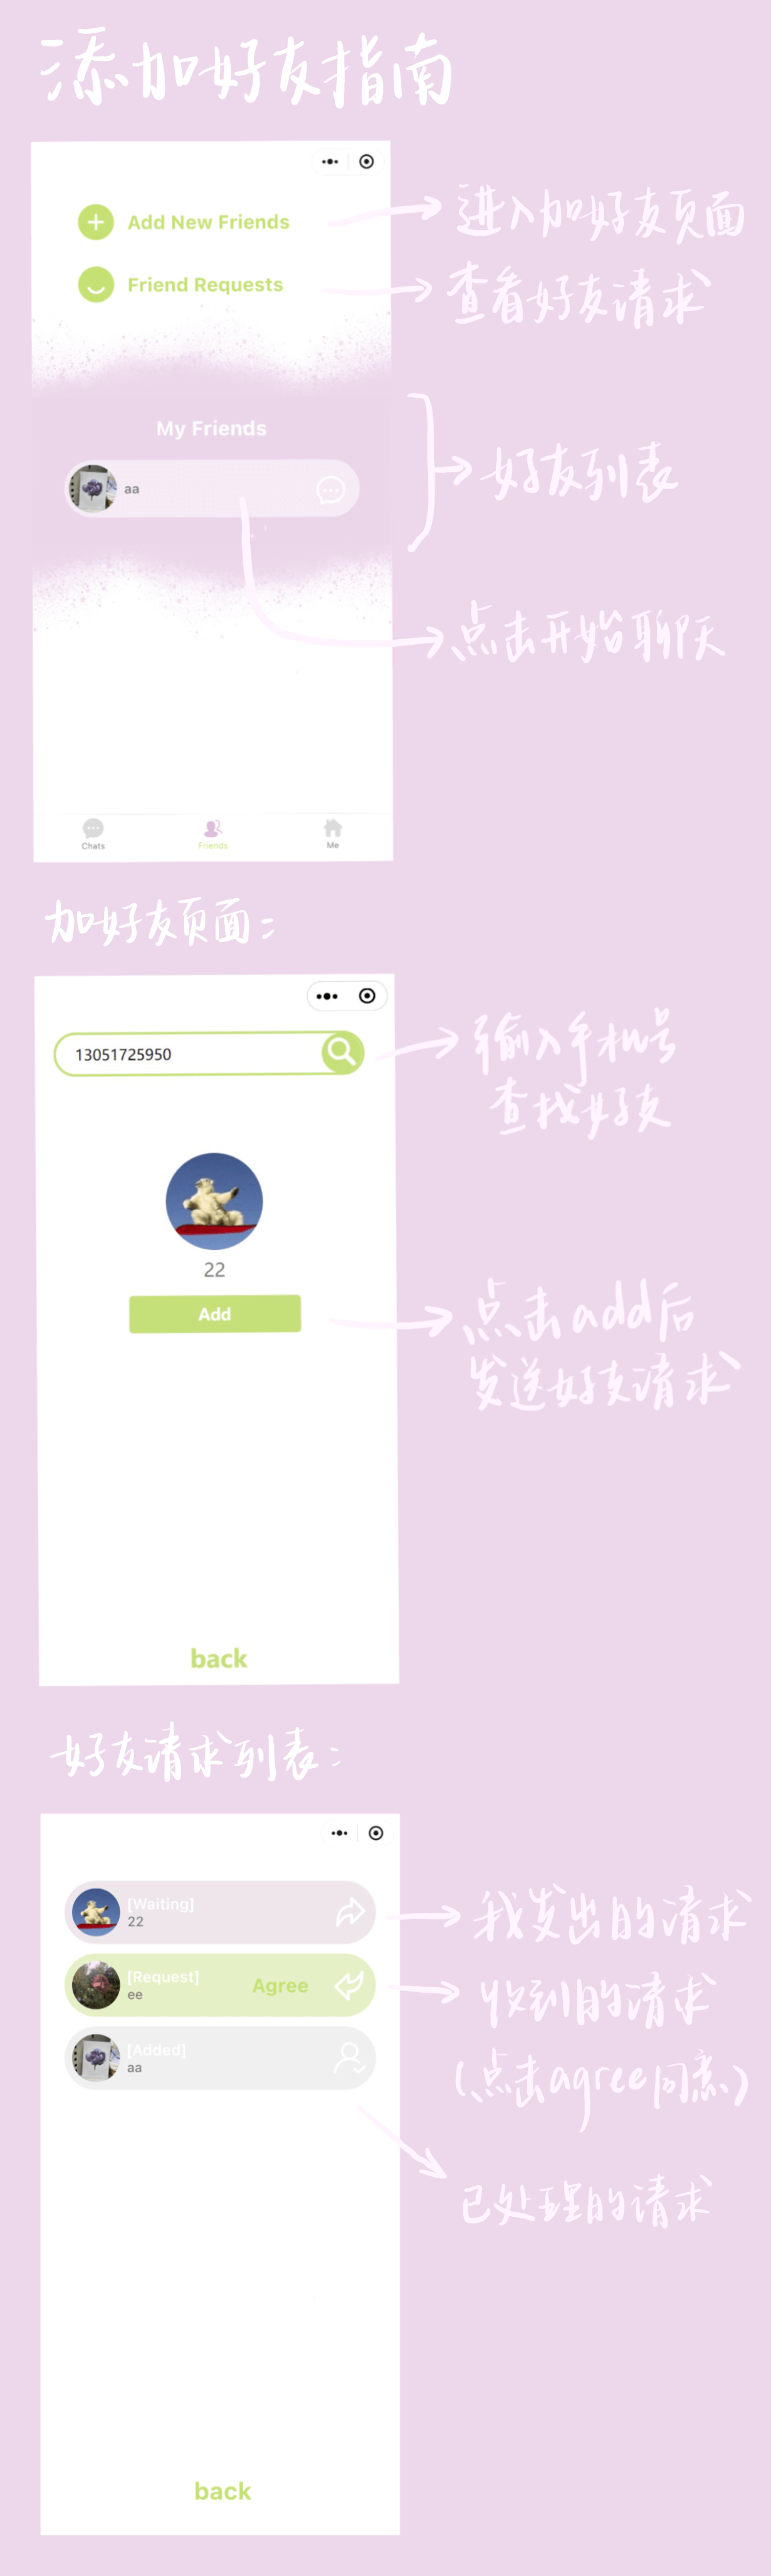 添加好友指南
Add New Friends
进入加好友页面
Friend Requests
查看好友请求
My Friends
aa
好友列表
点击开始聊天
Chats
Friends
Me
加好友页面:
13051725950
输入手机号
查找好友
22
Add
点击add后
发送好友请求
back
好友请求列表:
[Waiting]
22
我发出的请求
[Request]
ee
Agree
收到的请求
(点击agree同意)
[Added]
aa
已处理的请求
back